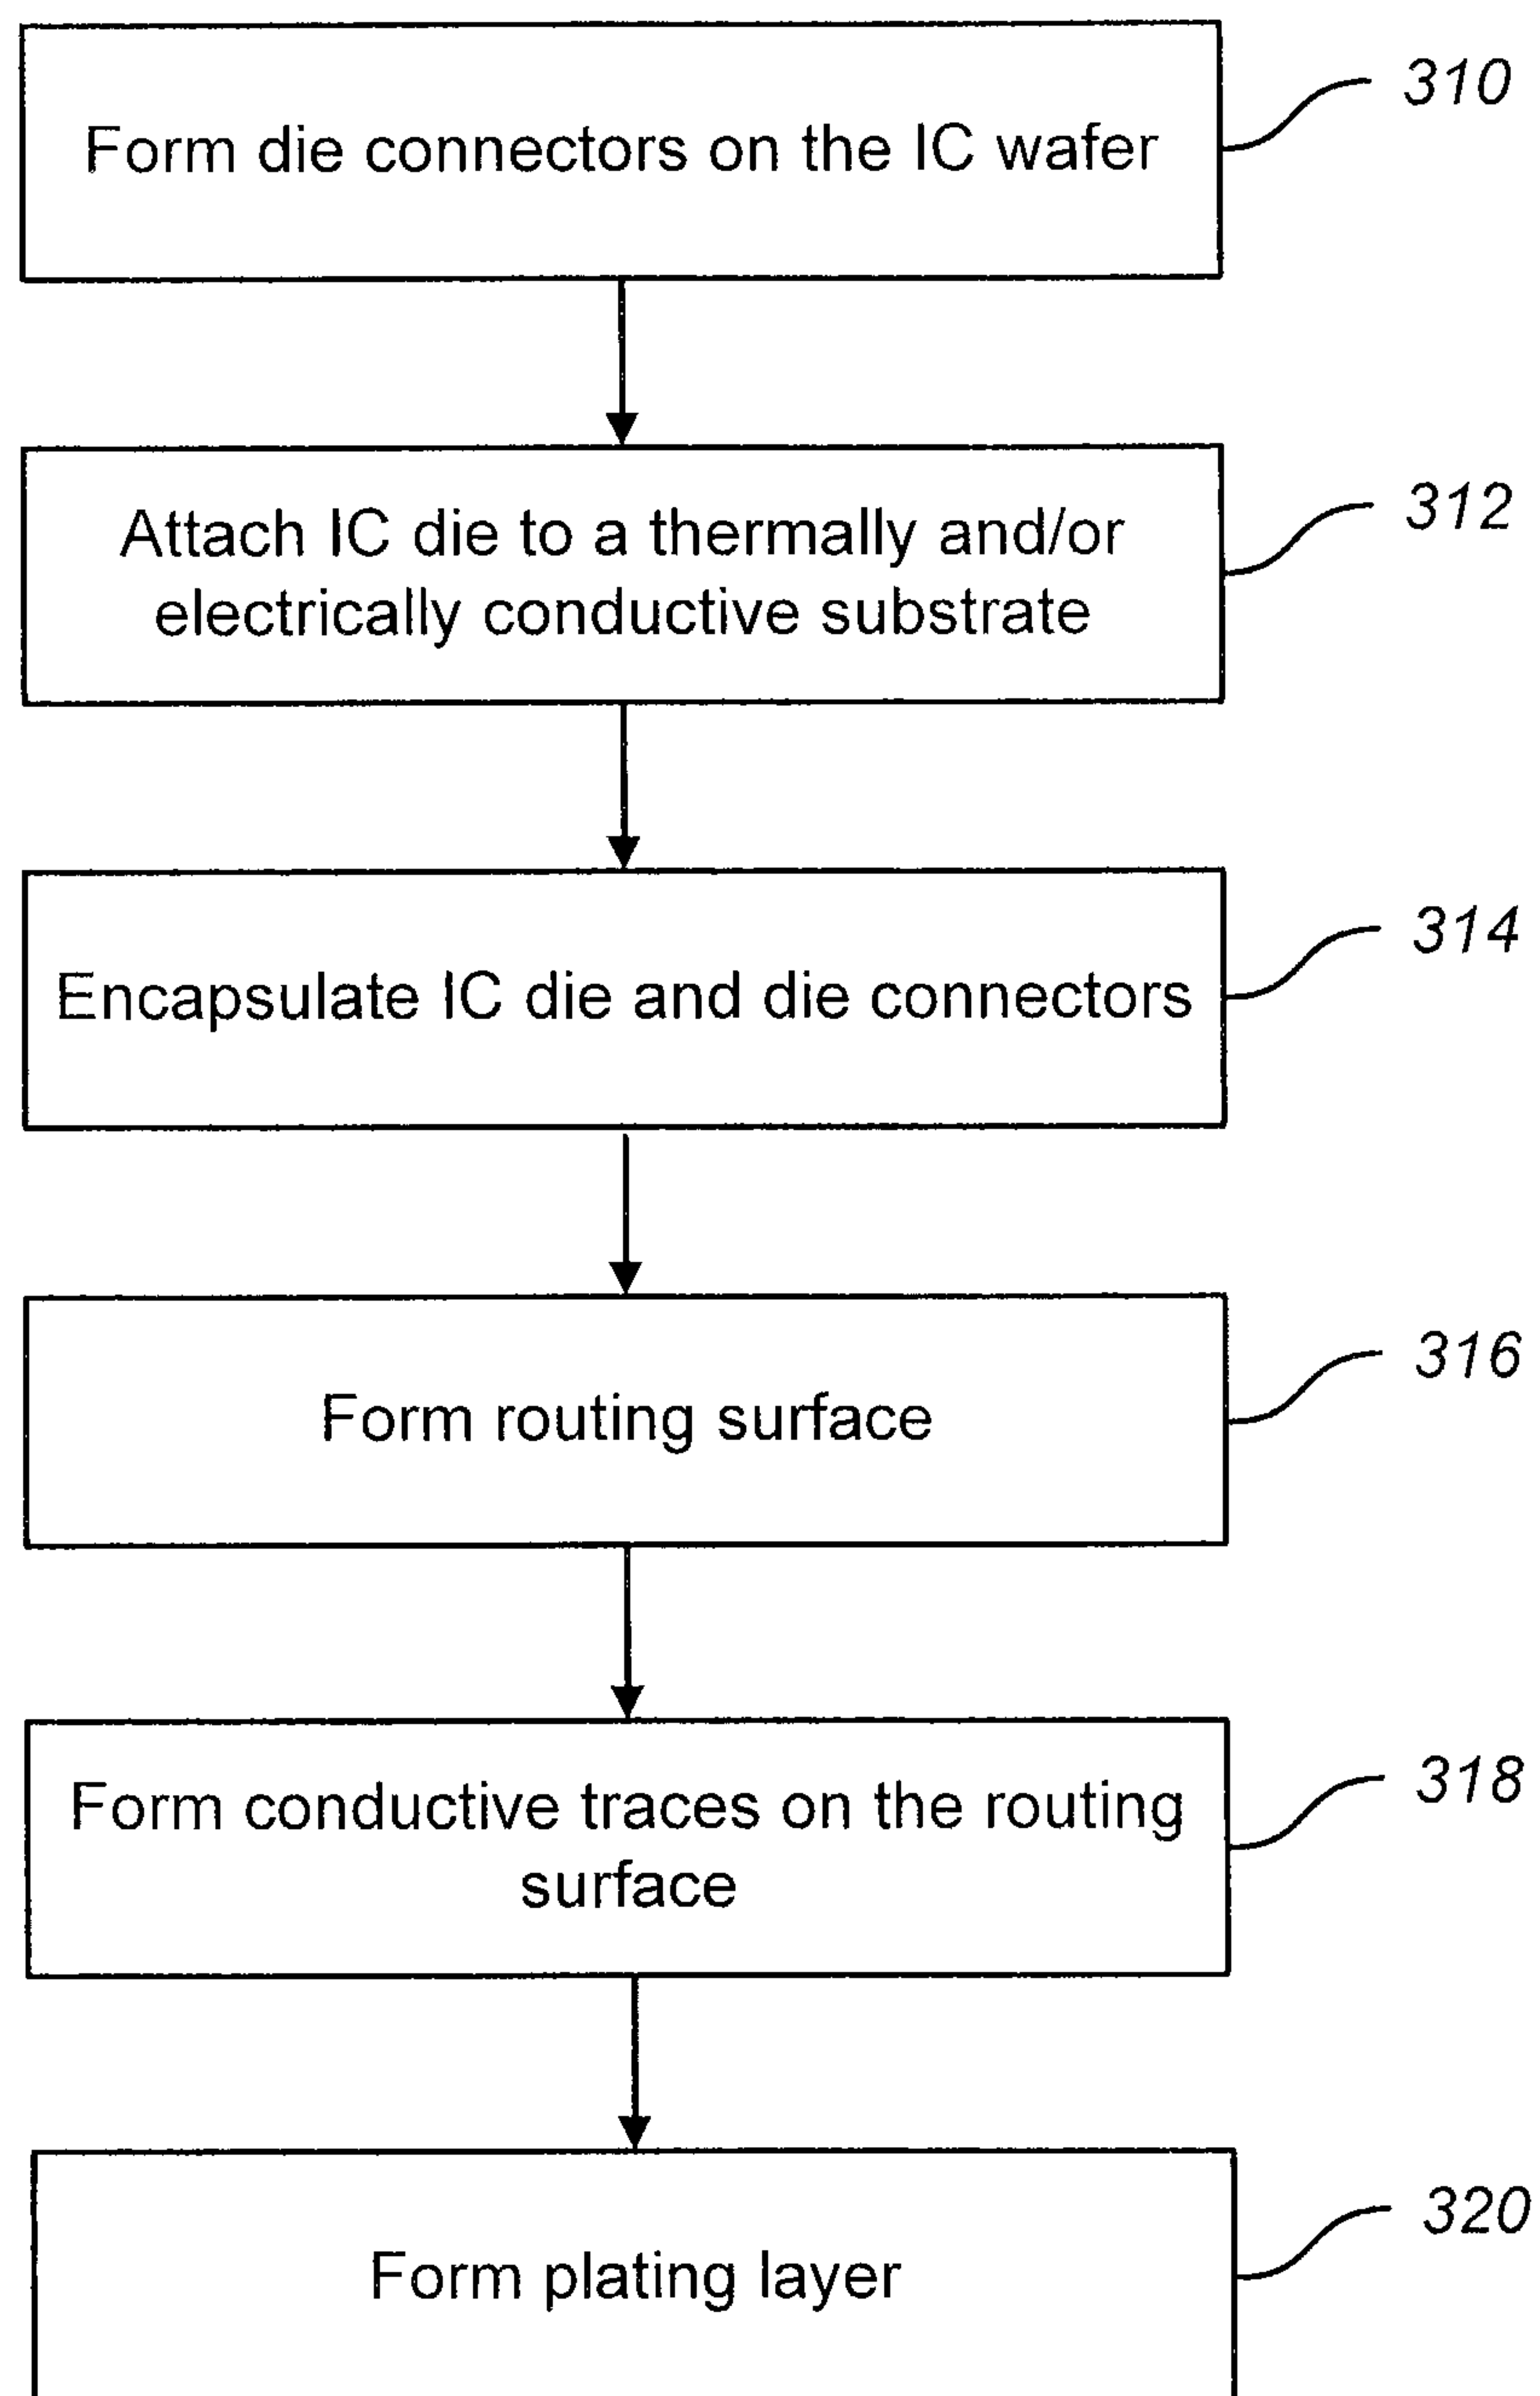 Form die connectors on the IC wafer
310
Attach IC die to a thermally and/or
electrically conductive substrate
312
Encapsulate IC die and die connectors
314
Form routing surface
316
Form conductive traces on the routing
surface
318
Form plating layer
320